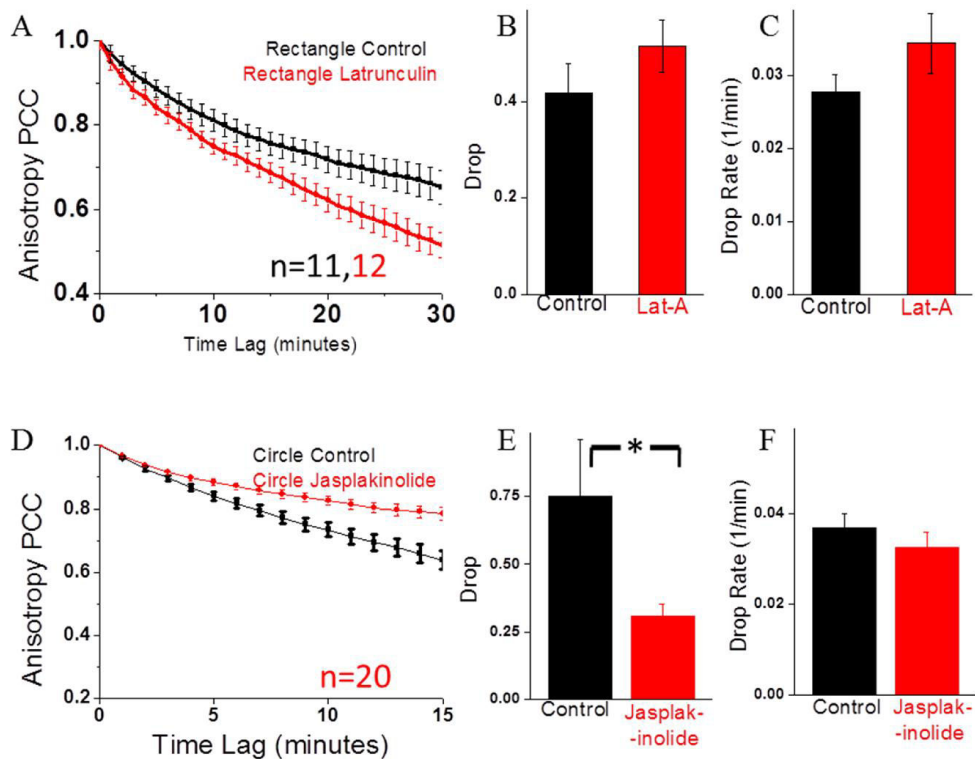 A
1.0
0.8
0.6
0.4
Anisotropy PCC
Rectangle Control
Rectangle Latrunculin
n=11,12
0
10
20
30
Time Lag (minutes)
B
0.4
0.2
0.0
Drop
Control
Lat-A
C
0.03
0.02
0.01
0.00
Drop Rate (1/min)
Control
Lat-A
D
1.0
0.8
0.6
0.4
0.2
Anisotropy PCC
Circle Control
Circle Jasplakinolide
n=20
0
5
10
15
Time Lag (minutes)
E
*
0.75
0.50
0.25
0.00
Drop
Control
Jasplak-
-inolide
F
0.04
0.02
0.00
Drop Rate (1/min)
Control
Jasplak-
-inolide